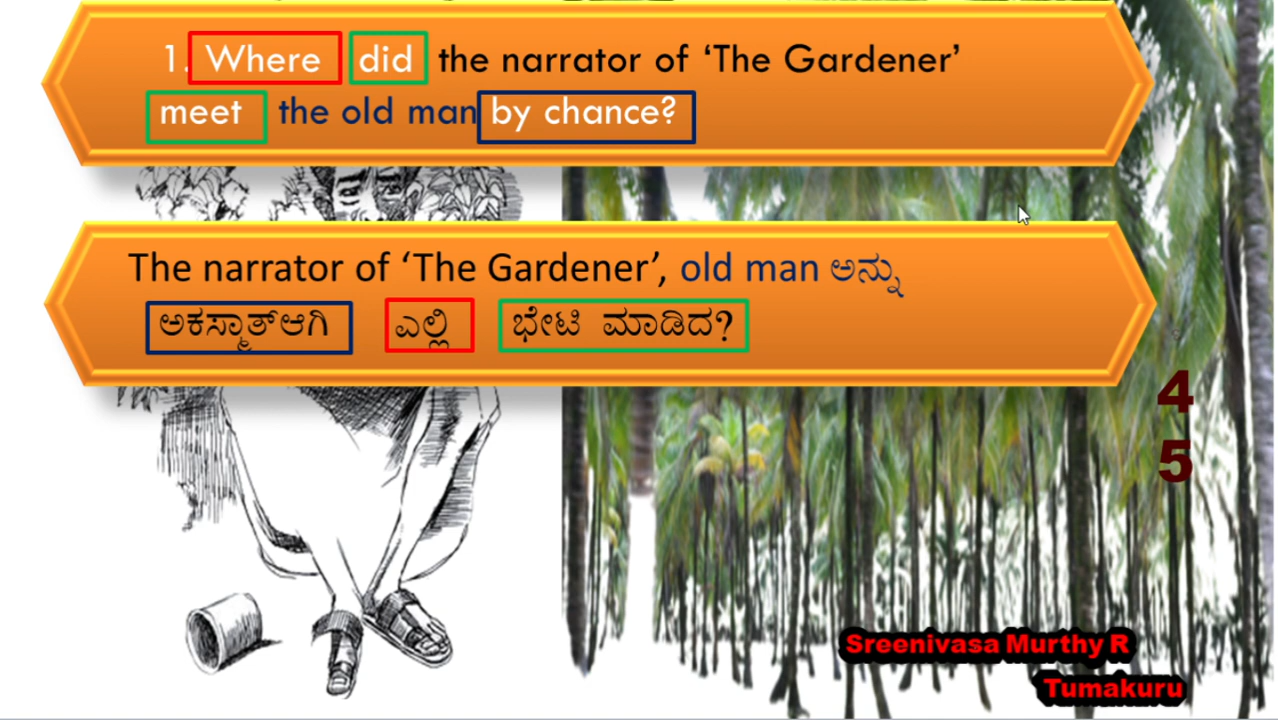 1. Where did the narrator of ‘The Gardener’
meet the old man by chance?
The narrator of ‘The Gardener’, old man ಅನ್ನು
ಅಕಸ್ಮಾತ್ಆಗಿ ಎಲ್ಲಿ ಭೇಟಿ ಮಾಡಿದ?
4
5
Sreenivasa Murthy R
Tumakuru